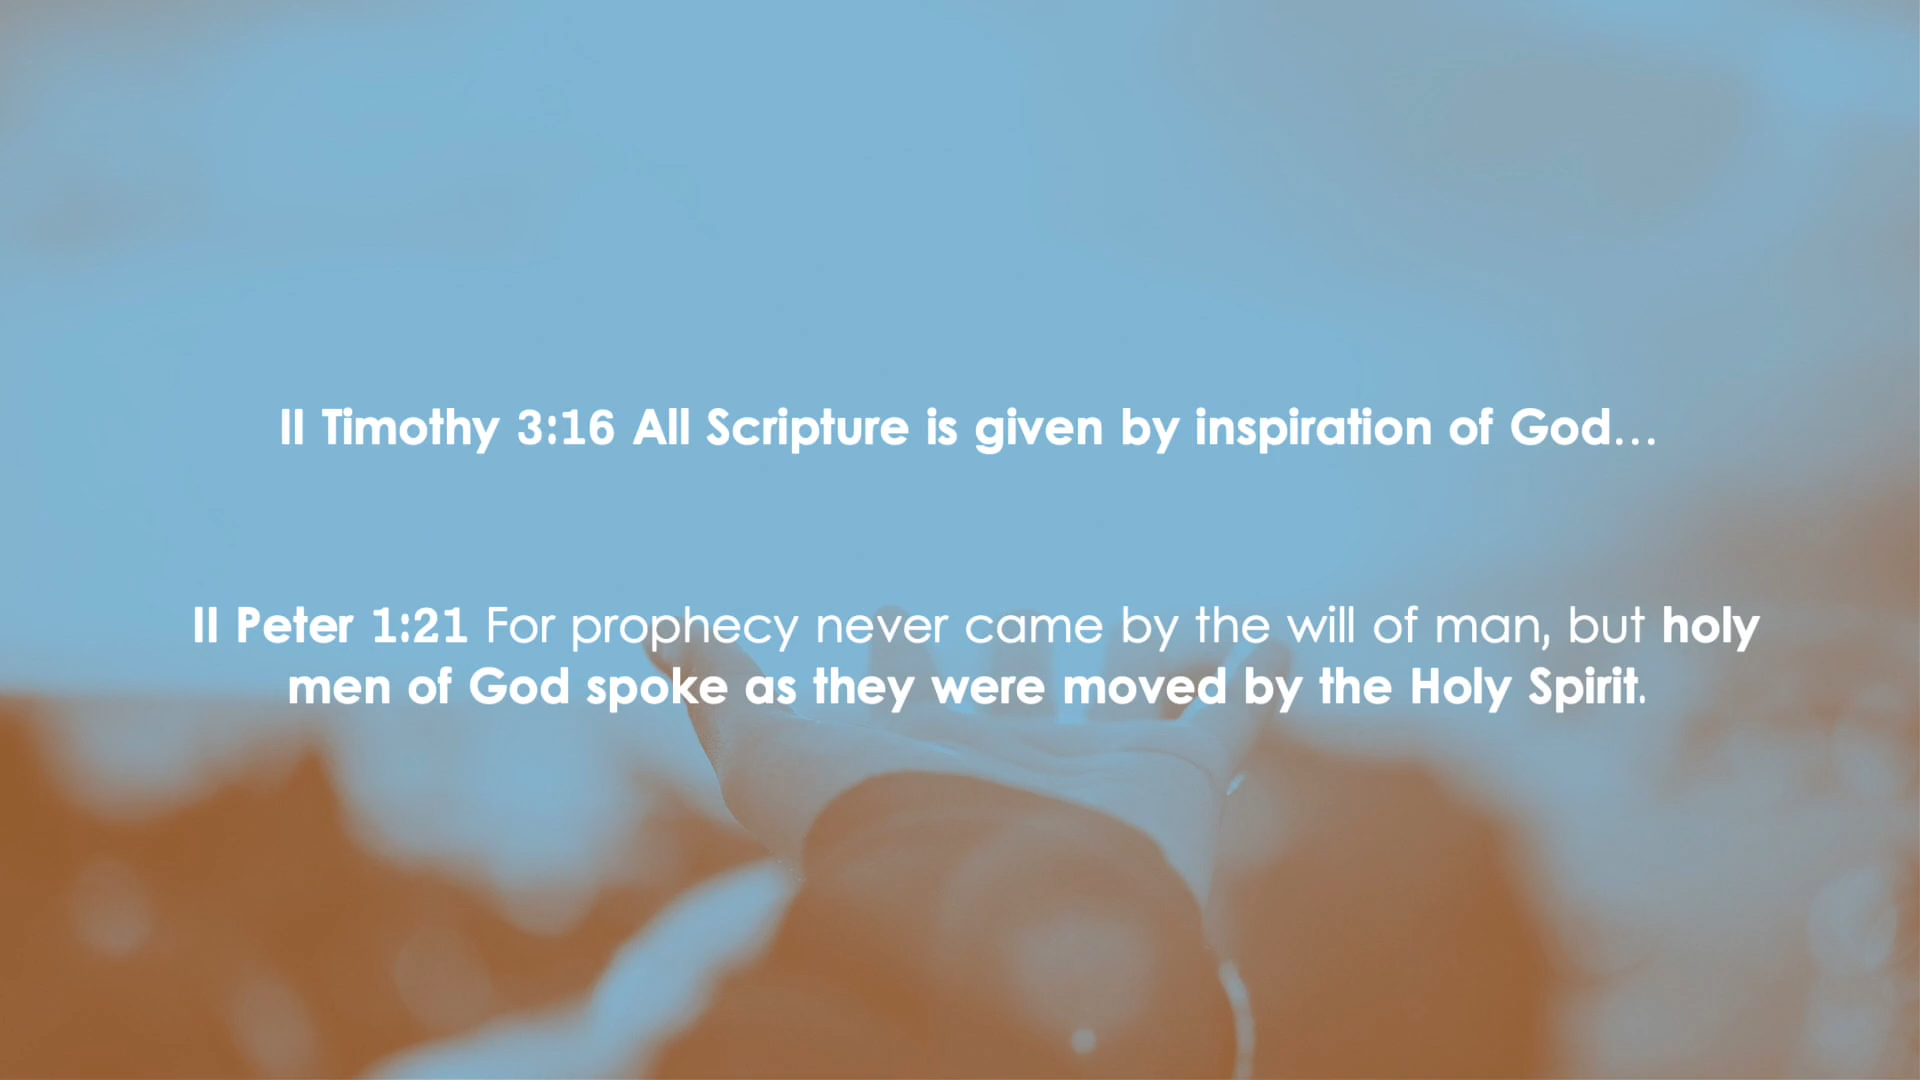 II Timothy 3:16 All Scripture is given by inspiration of God…
II Peter 1:21 For prophecy never came by the will of man, but holy
men of God spoke as they were moved by the Holy Spirit.